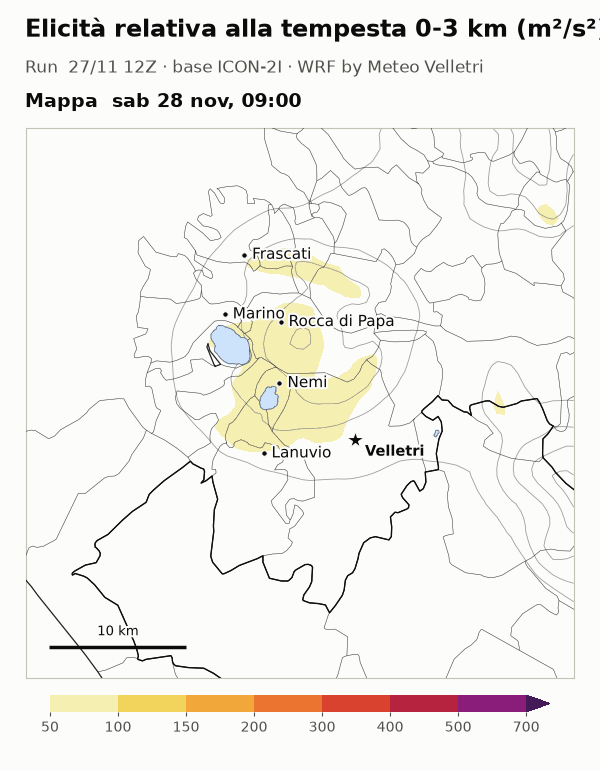 Elicità relativa alla tempesta 0-3 km (m²/s²)
Run 27/11 12Z · base ICON-2I · WRF by Meteo Velletri
Mappa sab 28 nov, 09:00
Frascati
Marino
Rocca di Papa
Nemi
Velletri
Lanuvio
10 km
50 100 150 200 300 400 500 700